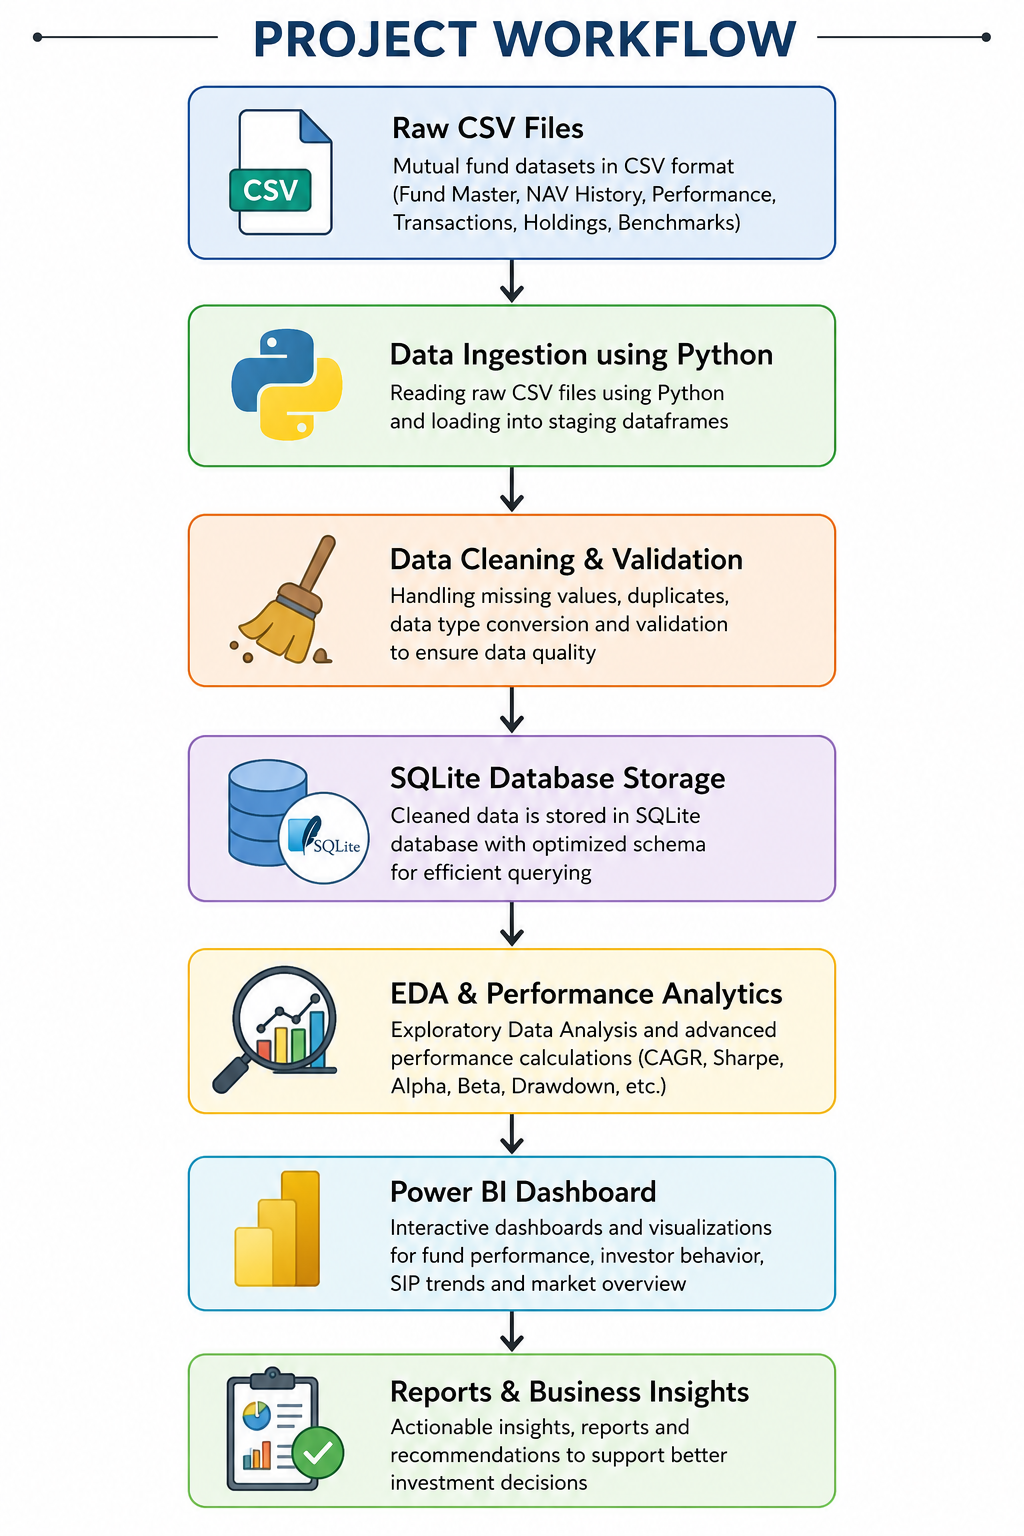 PROJECT WORKFLOW
CSV
Raw CSV Files
Mutual fund datasets in CSV format
(Fund Master, NAV History, Performance,
Transactions, Holdings, Benchmarks)
Data Ingestion using Python
Reading raw CSV files using Python
and loading into staging dataframes
Data Cleaning & Validation
Handling missing values, duplicates,
data type conversion and validation
to ensure data quality
SQLite
SQLite Database Storage
Cleaned data is stored in SQLite
database with optimized schema
for efficient querying
EDA & Performance Analytics
Exploratory Data Analysis and advanced
performance calculations (CAGR, Sharpe,
Alpha, Beta, Drawdown, etc.)
Power BI Dashboard
Interactive dashboards and visualizations
for fund performance, investor behavior,
SIP trends and market overview
Reports & Business Insights
Actionable insights, reports and
recommendations to support better
investment decisions